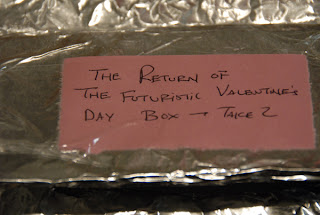 THE RETURN OF
THE FUTURISTIC VALENTINE'S
DAY BOX → TAKE 2